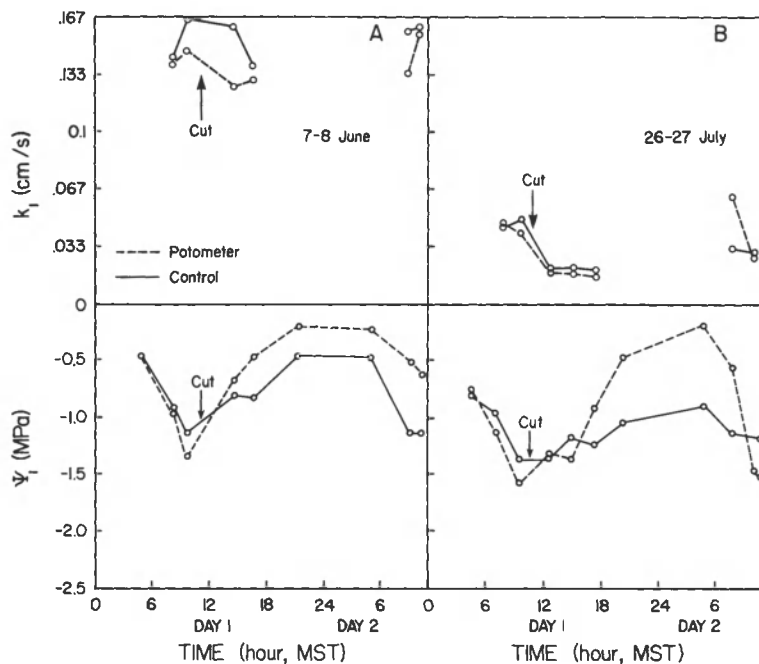 .167
A
B
.133
Cut
0.1
7-8 June
26-27 July
k₁ (cm/s)
Cut
.067
.033
Potometer
Control
0
-0.5
Cut
-1.0
Cut
Ψ₁ (MPa)
-1.5
-2.0
-2.5
0 6 12 18 24 6 0 6 12 18 24 6
DAY 1 DAY 2 DAY 1 DAY 2
TIME (hour, MST) TIME (hour, MST)